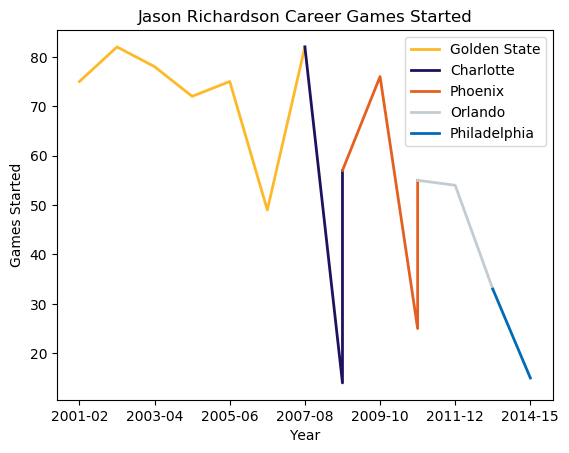 Jason Richardson Career Games Started
Golden State
Charlotte
Phoenix
Orlando
Philadelphia
Games Started
80
70
60
50
40
30
20
2001-02 2003-04 2005-06 2007-08 2009-10 2011-12 2014-15
Year